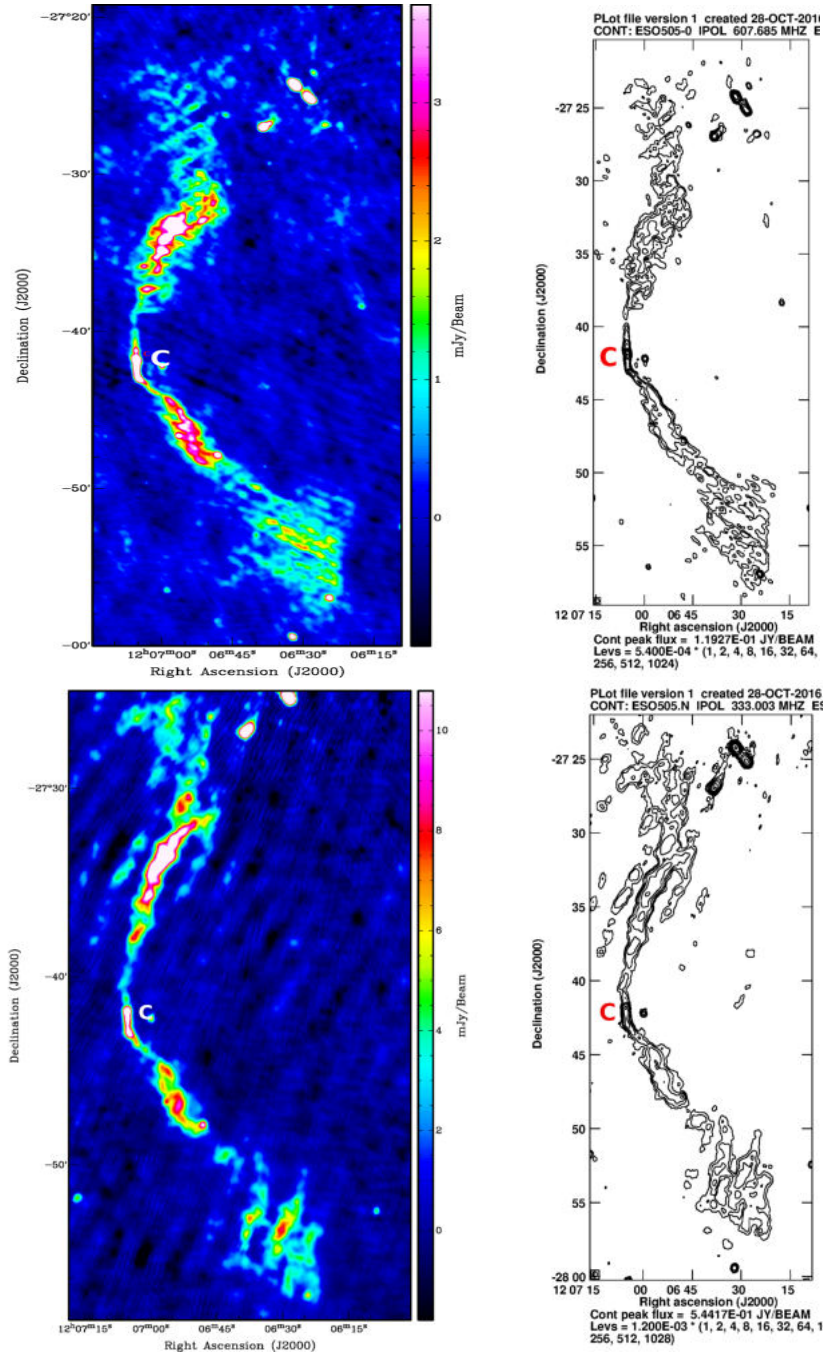 −27°20'
−30'
−40'
−50'
−00'
Declination (J2000)
12ʰ07ᵐ00ˢ 06ᵐ45ˢ 06ᵐ30ˢ 06ᵐ15ˢ
Right Ascension (J2000)
C
3
2
1
0
mJy/Beam
PLot file version 1 created 28-OCT-2016
CONT: ESO505-0 IPOL 607.685 MHZ
-27 25
30
35
40
45
50
55
Declination (J2000)
C
12 07 15 00 06 45 30 15
Right ascension (J2000)
Cont peak flux = 1.1927E-01 JY/BEAM
Levs = 5.400E-04 * (1, 2, 4, 8, 16, 32, 64,
256, 512, 1024)
−27°30'
−40'
−50'
Declination (J2000)
12ʰ07ᵐ15ˢ 07ᵐ00ˢ 06ᵐ45ˢ 06ᵐ30ˢ 06ᵐ15ˢ
Right Ascension (J2000)
C
10
8
6
4
2
0
mJy/Beam
PLot file version 1 created 28-OCT-2016
CONT: ESO505.N IPOL 333.003 MHZ
-27 25
30
35
40
45
50
55
-28 00
Declination (J2000)
C
12 07 15 00 06 45 30 15
Right ascension (J2000)
Cont peak flux = 5.4417E-01 JY/BEAM
Levs = 1.200E-03 * (1, 2, 4, 8, 16, 32, 64, 1
256, 512, 1028)